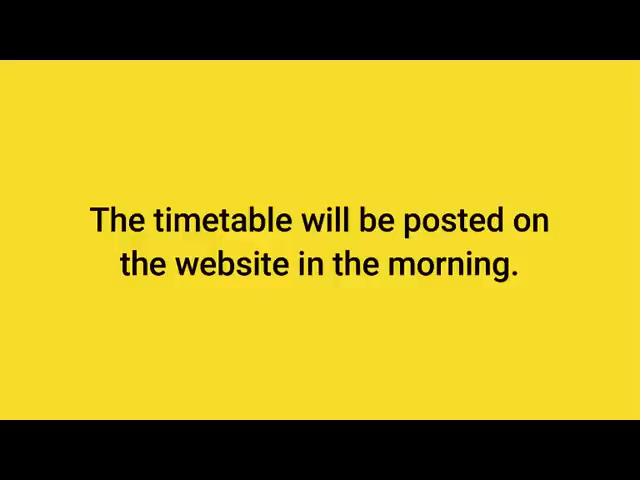 The timetable will be posted on
the website in the morning.